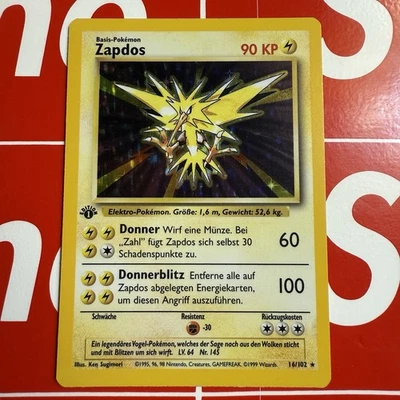 Basis-Pokémon
Zapdos 90 KP
1
Elektro-Pokémon. Größe: 1,6 m, Gewicht: 52,6 kg.
Donner Wirf eine Münze. Bei
„Zahl" fügt Zapdos sich selbst 30 60
Schadenspunkte zu.
Donnerblitz Entferne alle auf
Zapdos abgelegten Energiekarten, 100
um diesen Angriff auszuführen.
Schwäche Resistenz Rückzugskosten
-30
Ein legendäres Vogel-Pokémon, welches der Sage nach aus den Wolken sticht
und mit Blitzen um sich wirft. LV. 64 Nr. 145
Illus. Ken Sugimori ©1995, 96, 98 Nintendo, Creatures, GAMEFREAK. ©1999 Wizards. 16/102 ★